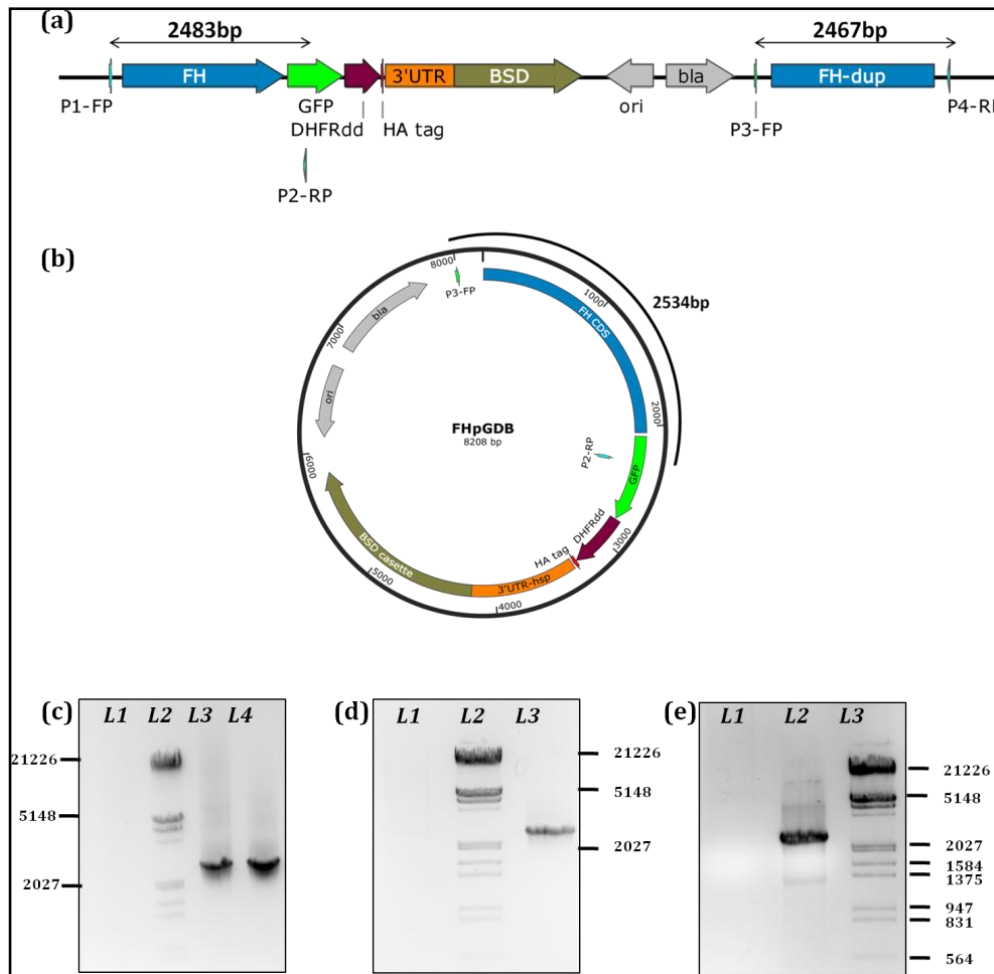 (a)
2483bp
2467bp
FH
3'UTR
BSD
FH-dup
P1-FP
GFP
ori
bla
P4-RP
DHFRdd
HA tag
P3-FP
P2-RP
(b)
8000
P3-FP
1000
FH CDS
2534bp
bla
7000
ori
2000
FHpGDB
8208 bp
P2-RP
GFP
6000
DHFRdd
3000
HA tag
BSD casette
3'UTR-hsp
5000
4000
(c)
L1 L2 L3 L4
21226
5148
2027
(d)
L1 L2 L3
21226
5148
2027
(e)
L1 L2 L3
21226
5148
2027
1584
1375
947
831
564